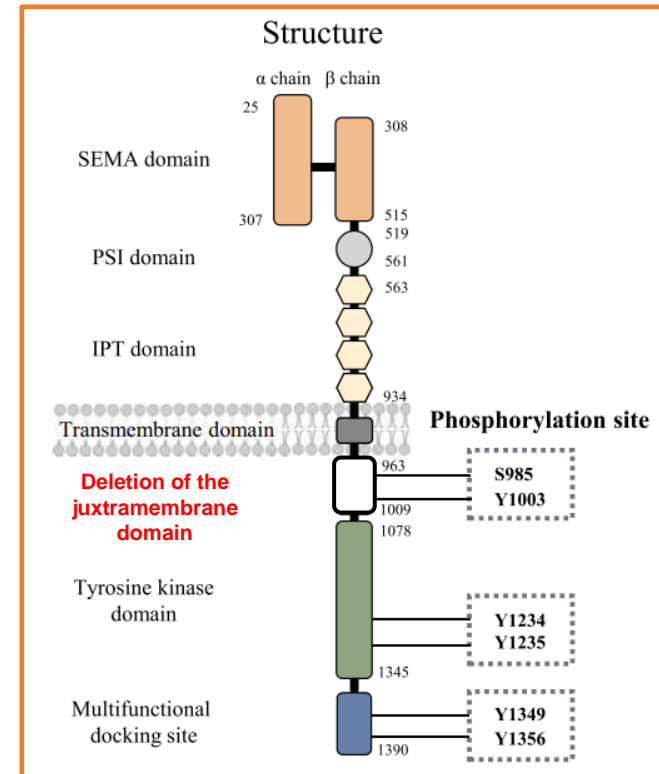 Structure
α chain β chain
25
308
SEMA domain
307
515
519
PSI domain
561
563
IPT domain
934
Transmembrane domain
Phosphorylation site
963
S985
Deletion of the
juxtramembrane
domain
Y1003
1009
1078
Tyrosine kinase
domain
Y1234
Y1235
1345
Multifunctional
docking site
Y1349
Y1356
1390